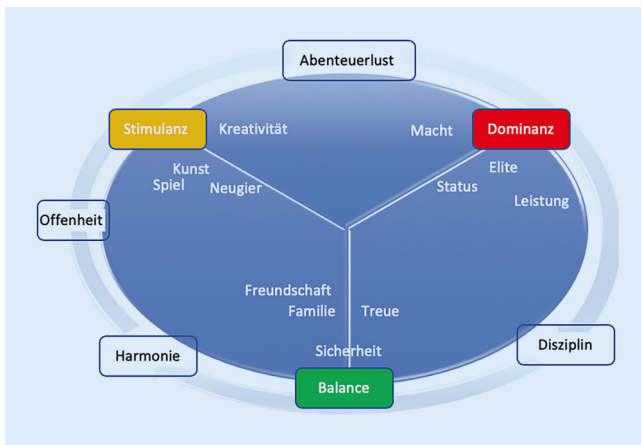 Abenteuerlust
Stimulanz
Kreativität
Macht
Dominanz
Kunst
Elite
Spiel
Neugier
Status
Leistung
Offenheit
Freundschaft
Familie
Treue
Harmonie
Sicherheit
Disziplin
Balance